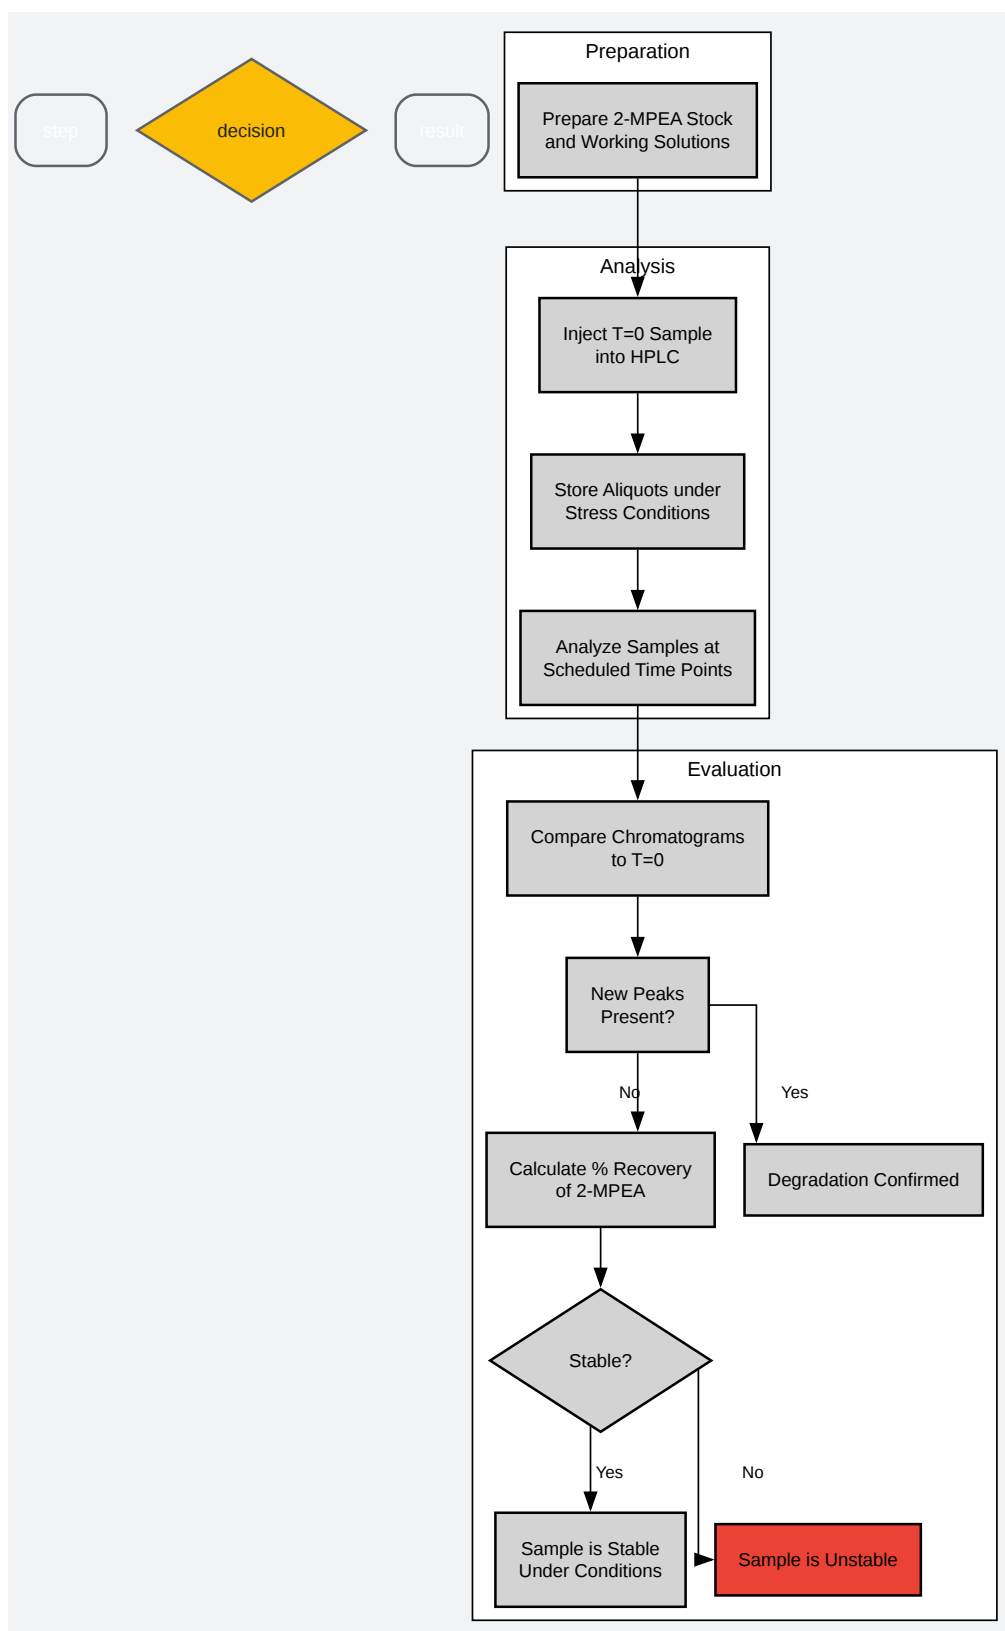 step
decision
result
Preparation
Prepare 2-MPEA Stock
and Working Solutions
Analysis
Inject T=0 Sample
into HPLC
Store Aliquots under
Stress Conditions
Analyze Samples at
Scheduled Time Points
Evaluation
Compare Chromatograms
to T=0
New Peaks
Present?
No
Yes
Calculate % Recovery
of 2-MPEA
Degradation Confirmed
Stable?
Yes
No
Sample is Stable
Under Conditions
Sample is Unstable